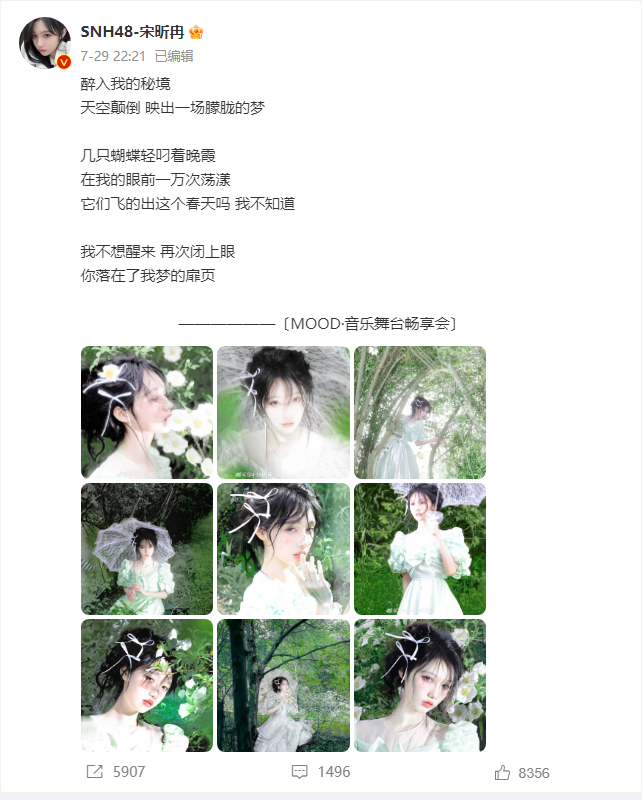 SNH48-宋昕冉
7-29 22:21 已编辑
醉入我的秘境
天空颠倒 映出一场朦胧的梦
几只蝴蝶轻叼着晚霞
在我的眼前一万次荡漾
它们飞的出这个春天吗 我不知道
我不想醒来 再次闭上眼
你落在了我梦的扉页
——————〔MOOD·音乐舞台畅享会〕
5907
1496
8356